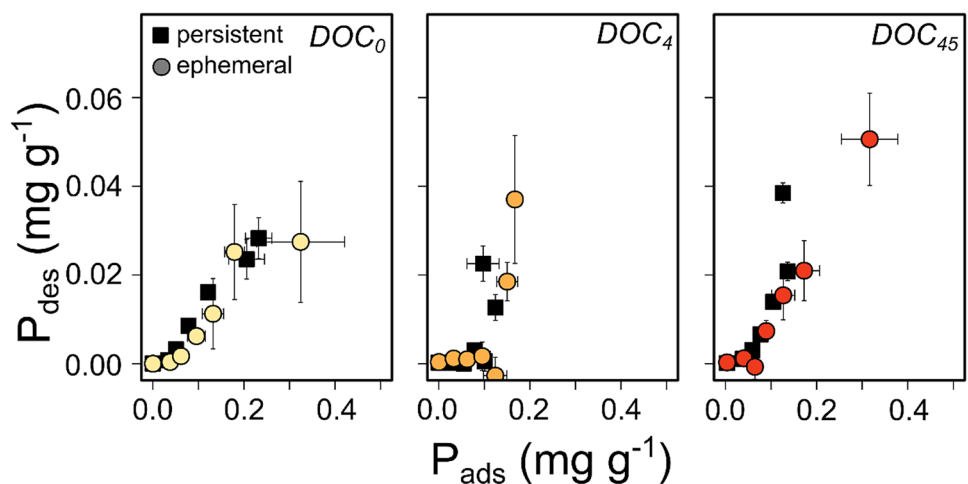 persistent
ephemeral
DOC0
DOC4
DOC45
Pdes (mg g-1)
0.06
0.04
0.02
0.00
0.0 0.2 0.4
0.0 0.2 0.4
0.0 0.2 0.4
Pads (mg g-1)